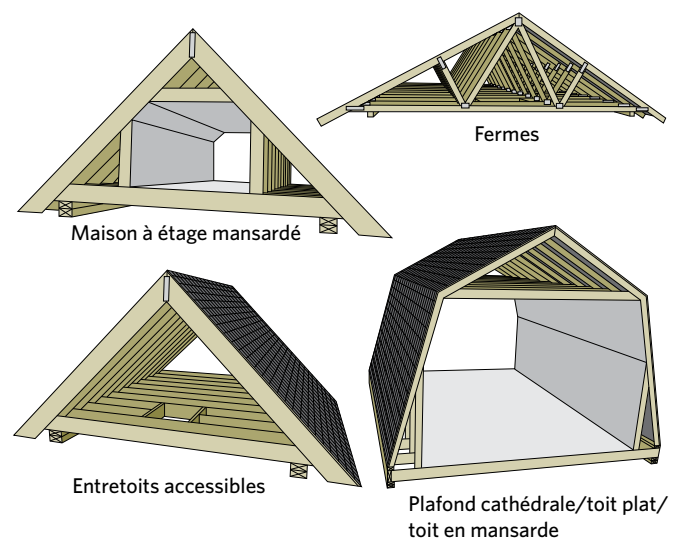 Fermes
Maison à étage mansardé
Entretoits accessibles
Plafond cathédrale/toit plat/
toit en mansarde